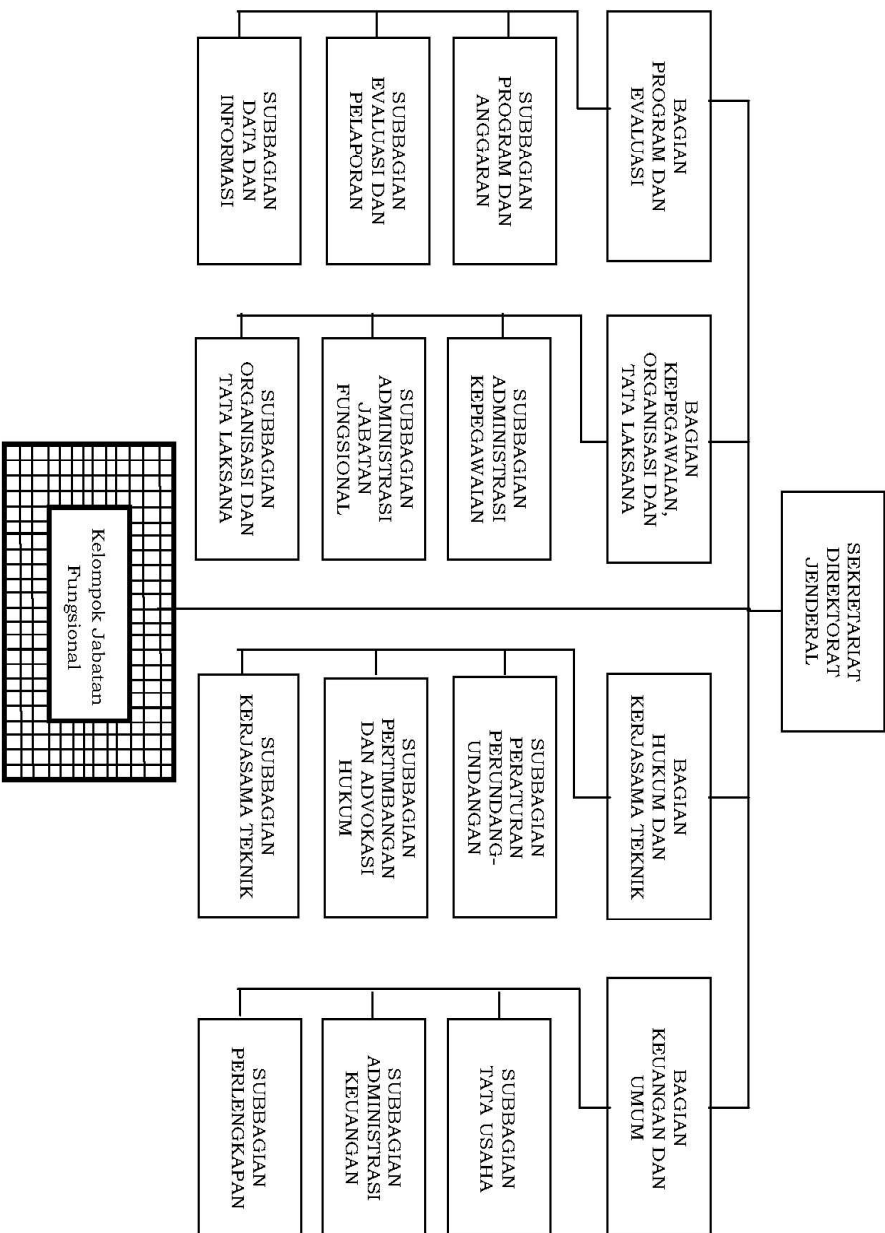 SEKRETARIAT
DIREKTORAT
JENDERAL
BAGIAN
PROGRAM DAN
EVALUASI
BAGIAN
KEPEGAWAIAN,
ORGANISASI DAN
TATA LAKSANA
BAGIAN
HUKUM DAN
KERJASAMA TEKNIK
BAGIAN
KEUANGAN DAN
UMUM
SUBBAGIAN
PROGRAM DAN
ANGGARAN
SUBBAGIAN
ADMINISTRASI
KEPEGAWAIAN
SUBBAGIAN
PERATURAN
PERUNDANG-
UNDANGAN
SUBBAGIAN
TATA USAHA
SUBBAGIAN
EVALUASI DAN
PELAPORAN
SUBBAGIAN
ADMINISTRASI
JABATAN
FUNGSIONAL
SUBBAGIAN
PERTIMBANGAN
DAN ADVOKASI
HUKUM
SUBBAGIAN
ADMINISTRASI
KEUANGAN
SUBBAGIAN
DATA DAN
INFORMASI
SUBBAGIAN
ORGANISASI DAN
TATA LAKSANA
SUBBAGIAN
KERJASAMA TEKNIK
SUBBAGIAN
PERLENGKAPAN
Kelompok Jabatan
Fungsional